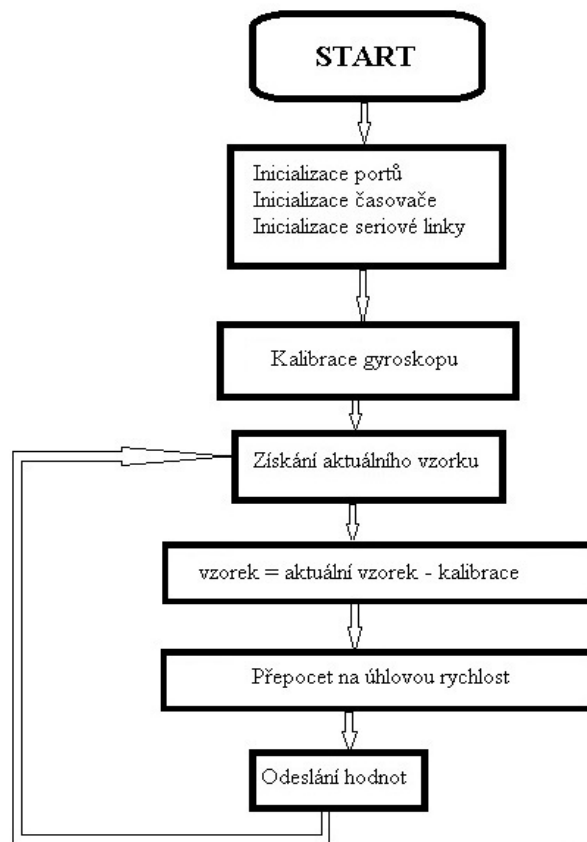 START
Inicializace portů
Inicializace časovače
Inicializace seriové linky
Kalibrace gyroskopu
Získání aktuálního vzorku
vzorek = aktuální vzorek - kalibrace
Přepocet na úhlovou rychlost
Odeslání hodnot